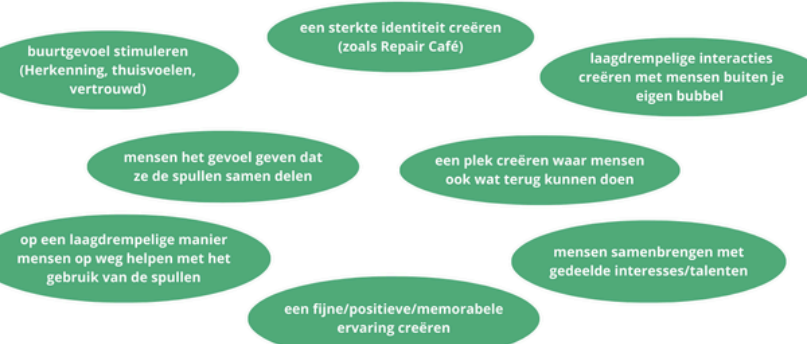 een sterkte identiteit creëren
(zoals Repair Café)
buurtgevoel stimuleren
(Herkenning, thuisvoelen,
vertrouwd)
laagdrempelige interacties
creëren met mensen buiten je
eigen bubbel
mensen het gevoel geven dat
ze de spullen samen delen
een plek creëren waar mensen
ook wat terug kunnen doen
op een laagdrempelige manier
mensen op weg helpen met het
gebruik van de spullen
mensen samenbrengen met
gedeelde interesses/talenten
een fijne/positieve/memorabele
ervaring creëren